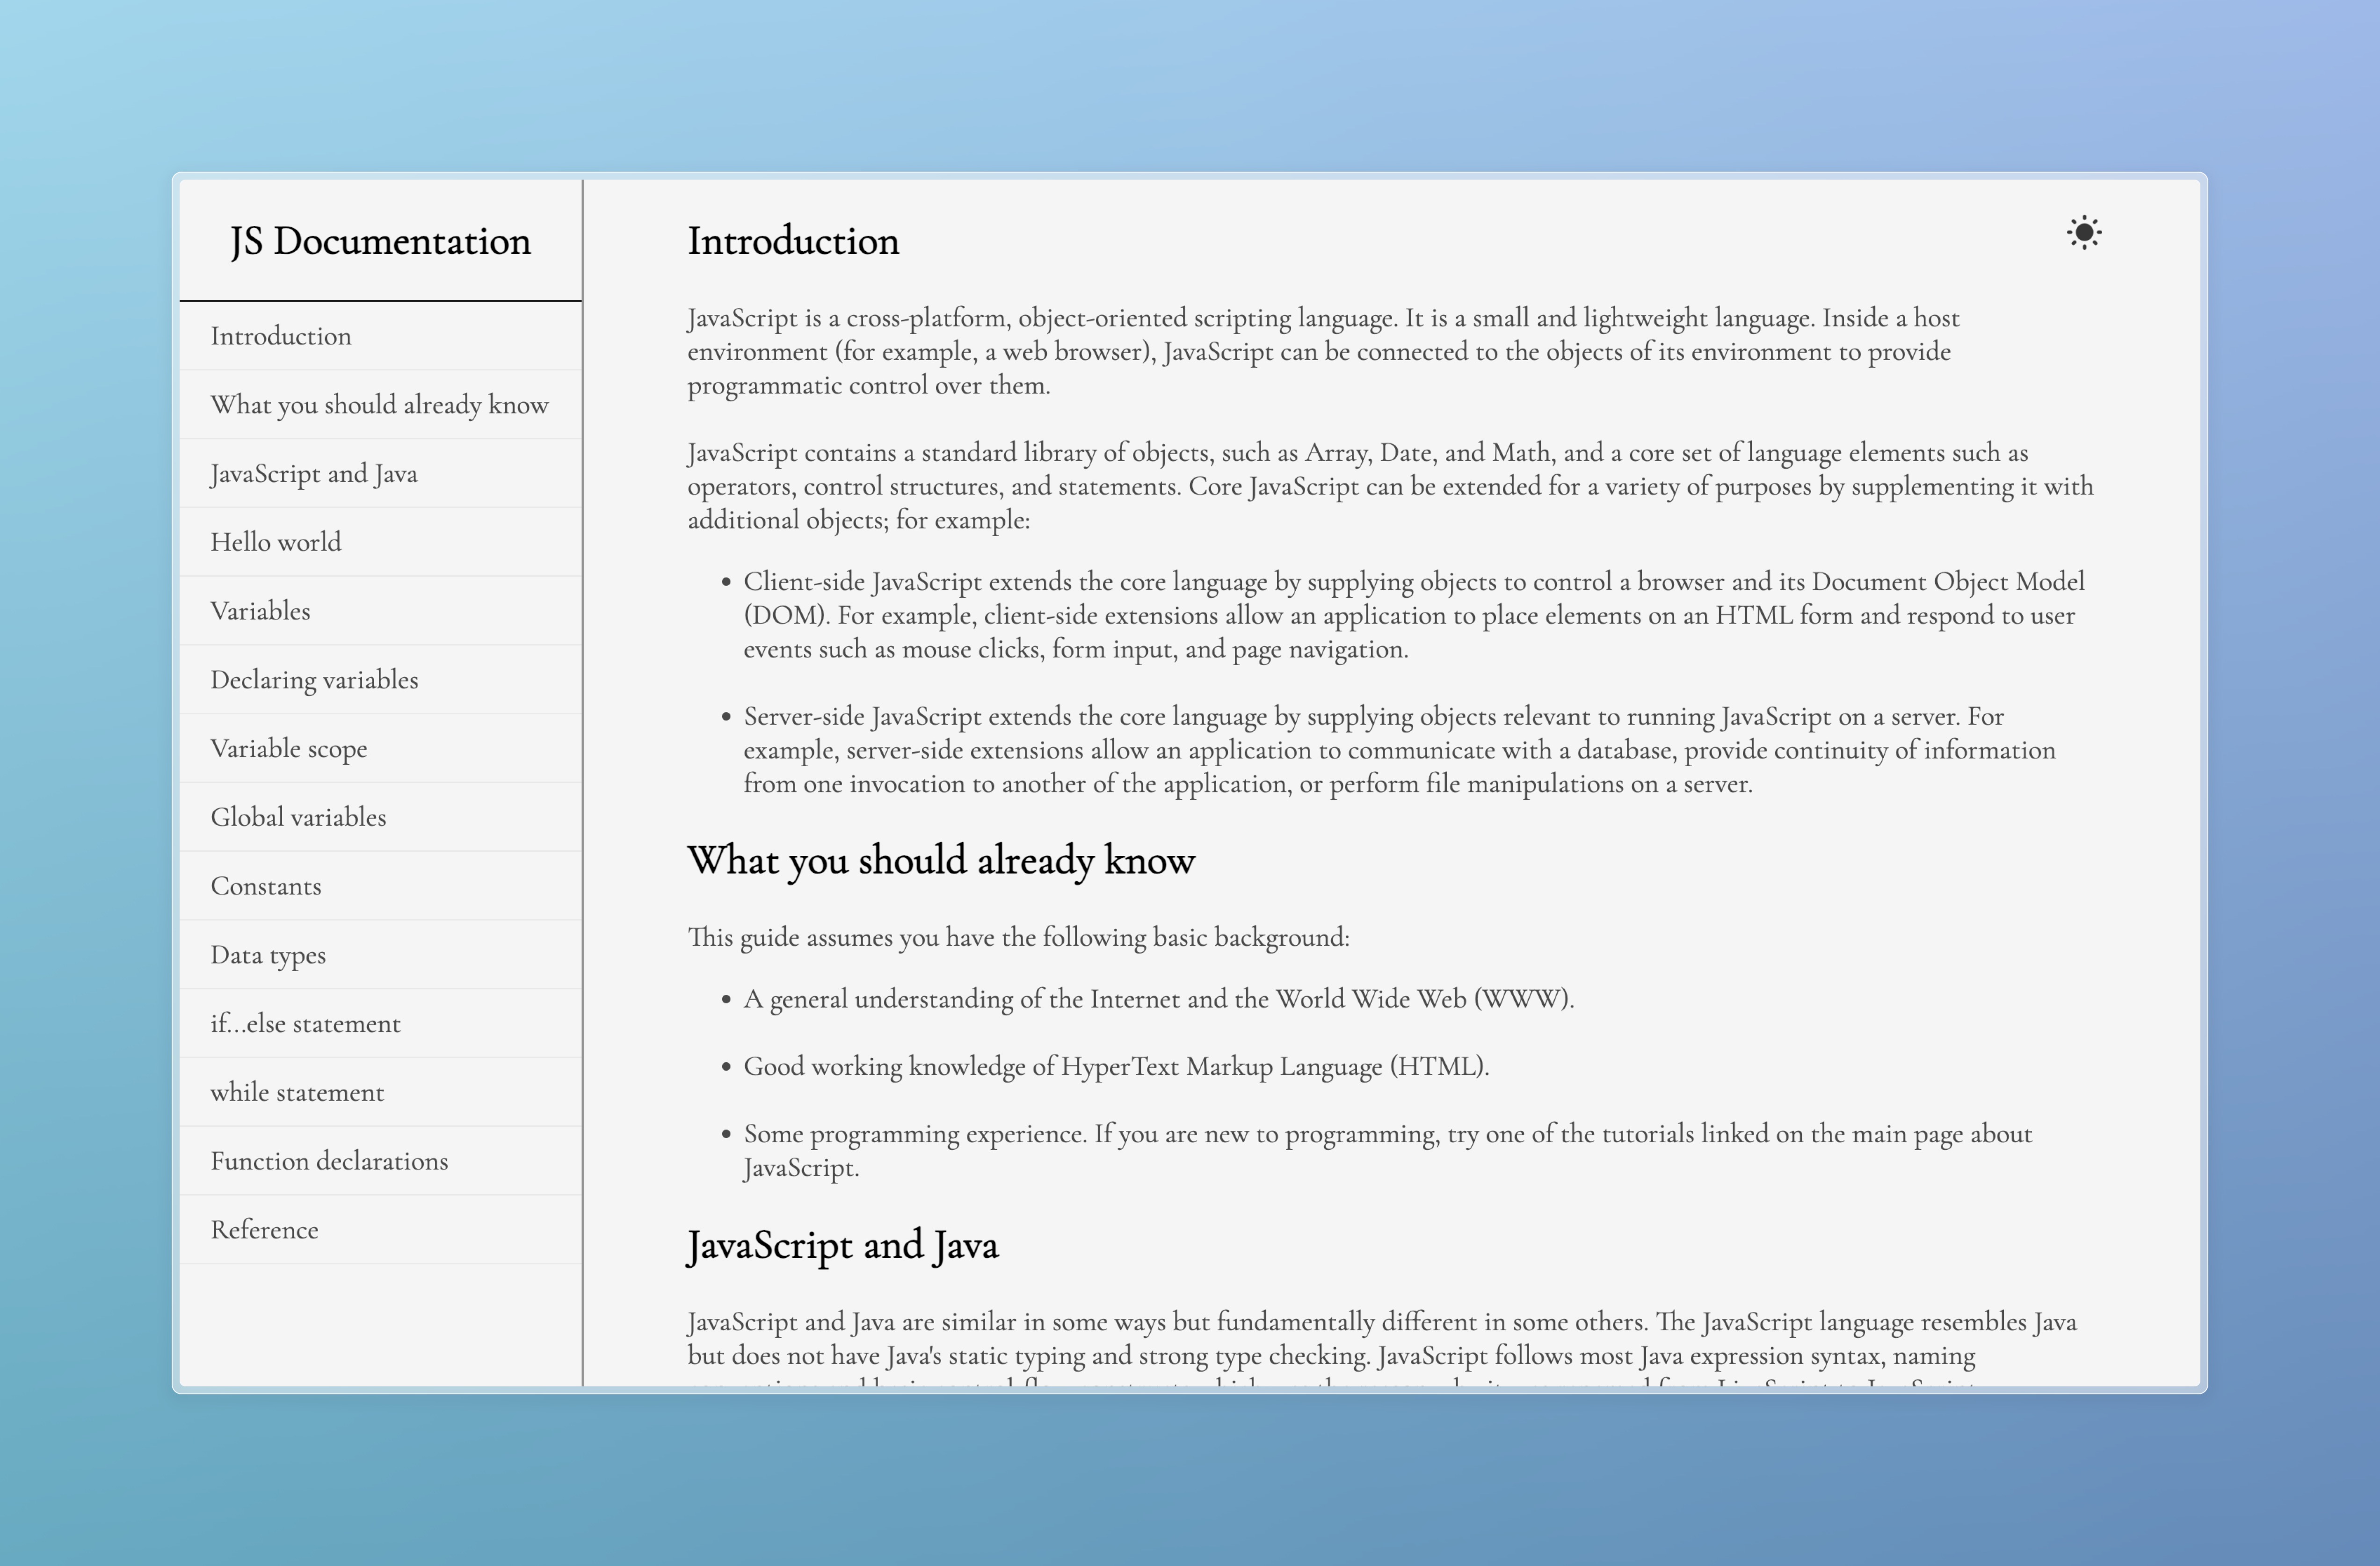 JS Documentation
Introduction
What you should already know
JavaScript and Java
Hello world
Variables
Declaring variables
Variable scope
Global variables
Constants
Data types
if...else statement
while statement
Function declarations
Reference
Introduction
JavaScript is a cross-platform, object-oriented scripting language. It is a small and lightweight language. Inside a host
environment (for example, a web browser), JavaScript can be connected to the objects of its environment to provide
programmatic control over them.
JavaScript contains a standard library of objects, such as Array, Date, and Math, and a core set of language elements such as
operators, control structures, and statements. Core JavaScript can be extended for a variety of purposes by supplementing it with
additional objects; for example:
• Client-side JavaScript extends the core language by supplying objects to control a browser and its Document Object Model
(DOM). For example, client-side extensions allow an application to place elements on an HTML form and respond to user
events such as mouse clicks, form input, and page navigation.
• Server-side JavaScript extends the core language by supplying objects relevant to running JavaScript on a server. For
example, server-side extensions allow an application to communicate with a database, provide continuity of information
from one invocation to another of the application, or perform file manipulations on a server.
What you should already know
This guide assumes you have the following basic background:
• A general understanding of the Internet and the World Wide Web (WWW).
• Good working knowledge of HyperText Markup Language (HTML).
• Some programming experience. If you are new to programming, try one of the tutorials linked on the main page about
JavaScript.
JavaScript and Java
JavaScript and Java are similar in some ways but fundamentally different in some others. The JavaScript language resembles Java
but does not have Java's static typing and strong type checking. JavaScript follows most Java expression syntax, naming